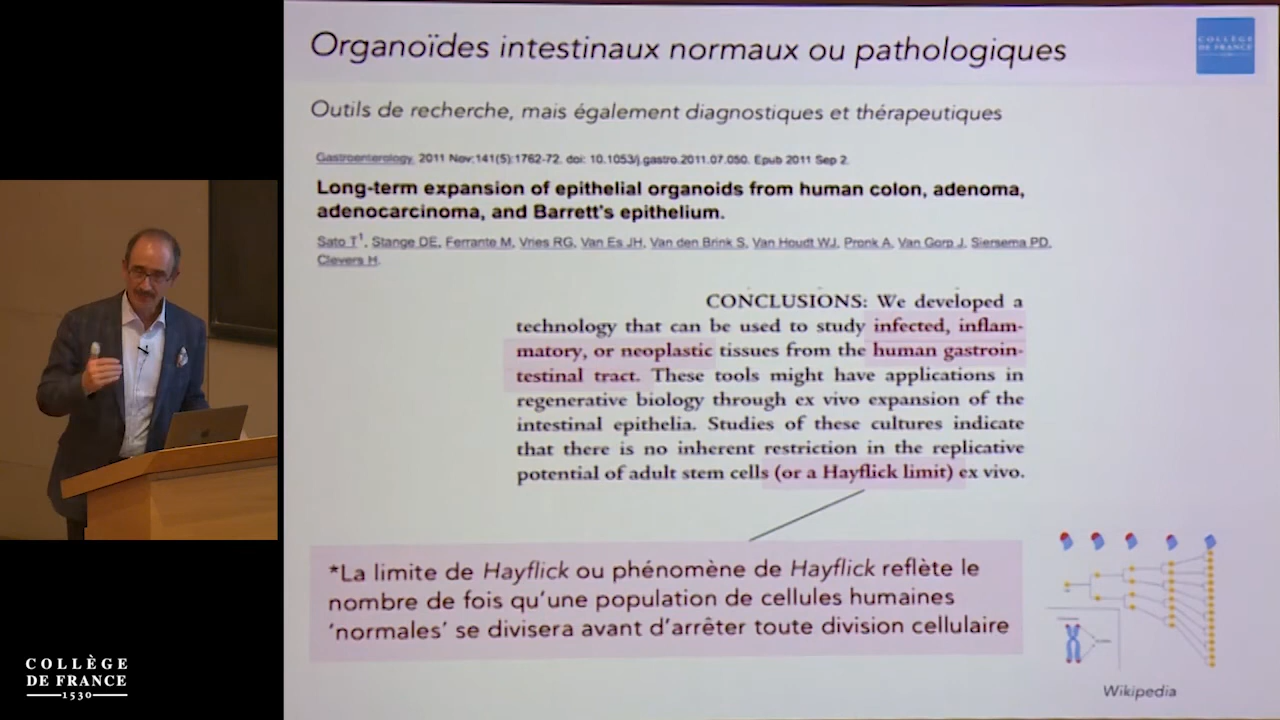 Organoïdes intestinaux normaux ou pathologiques
COLLÈGE
DE FRANCE
1530
Outils de recherche, mais également diagnostiques et thérapeutiques
Gastroenterology. 2011 Nov;141(5):1762-72. doi: 10.1053/j.gastro.2011.07.050. Epub 2011 Sep 2.
Long-term expansion of epithelial organoids from human colon, adenoma,
adenocarcinoma, and Barrett's epithelium.
Sato T1, Stange DE, Ferrante M, Vries RG, Van Es JH, Van den Brink S, Van Houdt WJ, Pronk A, Van Gorp J, Siersema PD,
Clevers H.
CONCLUSIONS: We developed a
technology that can be used to study infected, inflam-
matory, or neoplastic tissues from the human gastroin-
testinal tract. These tools might have applications in
regenerative biology through ex vivo expansion of the
intestinal epithelia. Studies of these cultures indicate
that there is no inherent restriction in the replicative
potential of adult stem cells (or a Hayflick limit) ex vivo.
*La limite de Hayflick ou phénomène de Hayflick reflète le
nombre de fois qu'une population de cellules humaines
'normales' se divisera avant d'arrêter toute division cellulaire
Wikipedia
COLLÈGE
DE FRANCE
1530